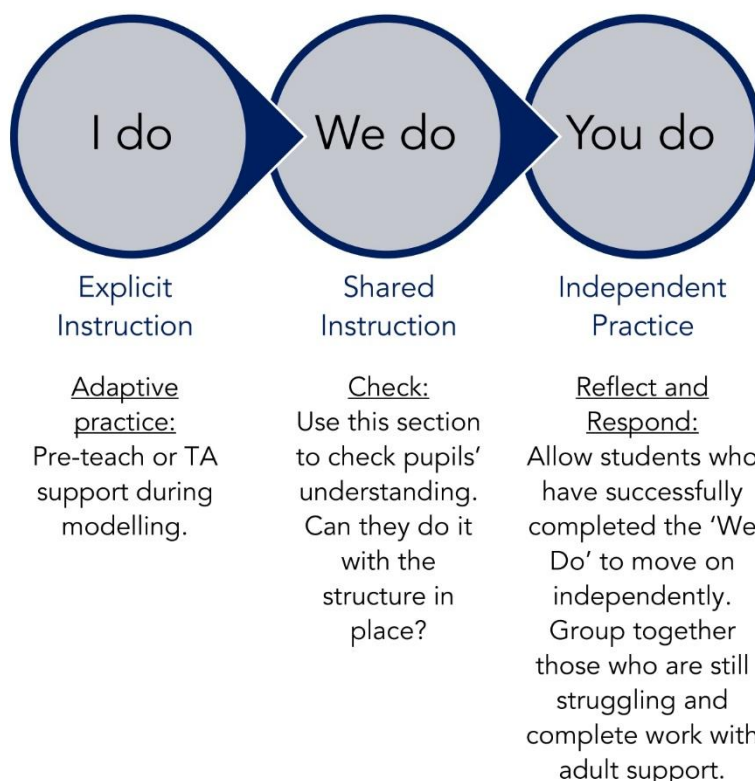 I do
We do
You do
Explicit
Instruction
Shared
Instruction
Independent
Practice
Adaptive
practice:
Pre-teach or TA
support during
modelling.
Check:
Use this section
to check pupils'
understanding.
Can they do it
with the
structure in
place?
Reflect and
Respond:
Allow students who
have successfully
completed the 'We
Do' to move on
independently.
Group together
those who are still
struggling and
complete work with
adult support.